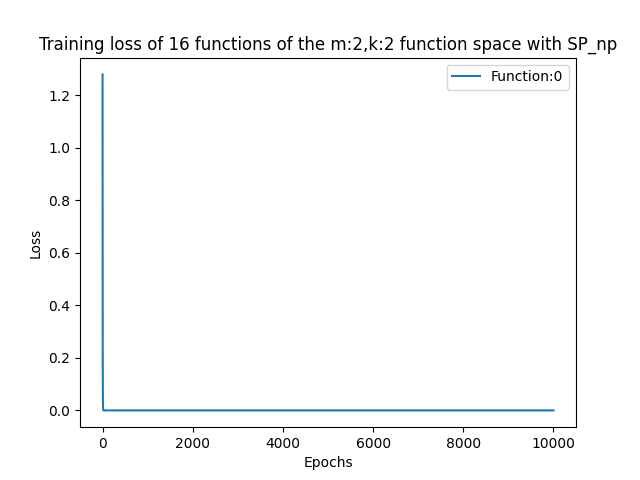 Training loss of 16 functions of the m:2,k:2 function space with SP_np
Function:0
1.2
1.0
0.8
0.6
0.4
0.2
0.0
Loss
0 2000 4000 6000 8000 10000
Epochs